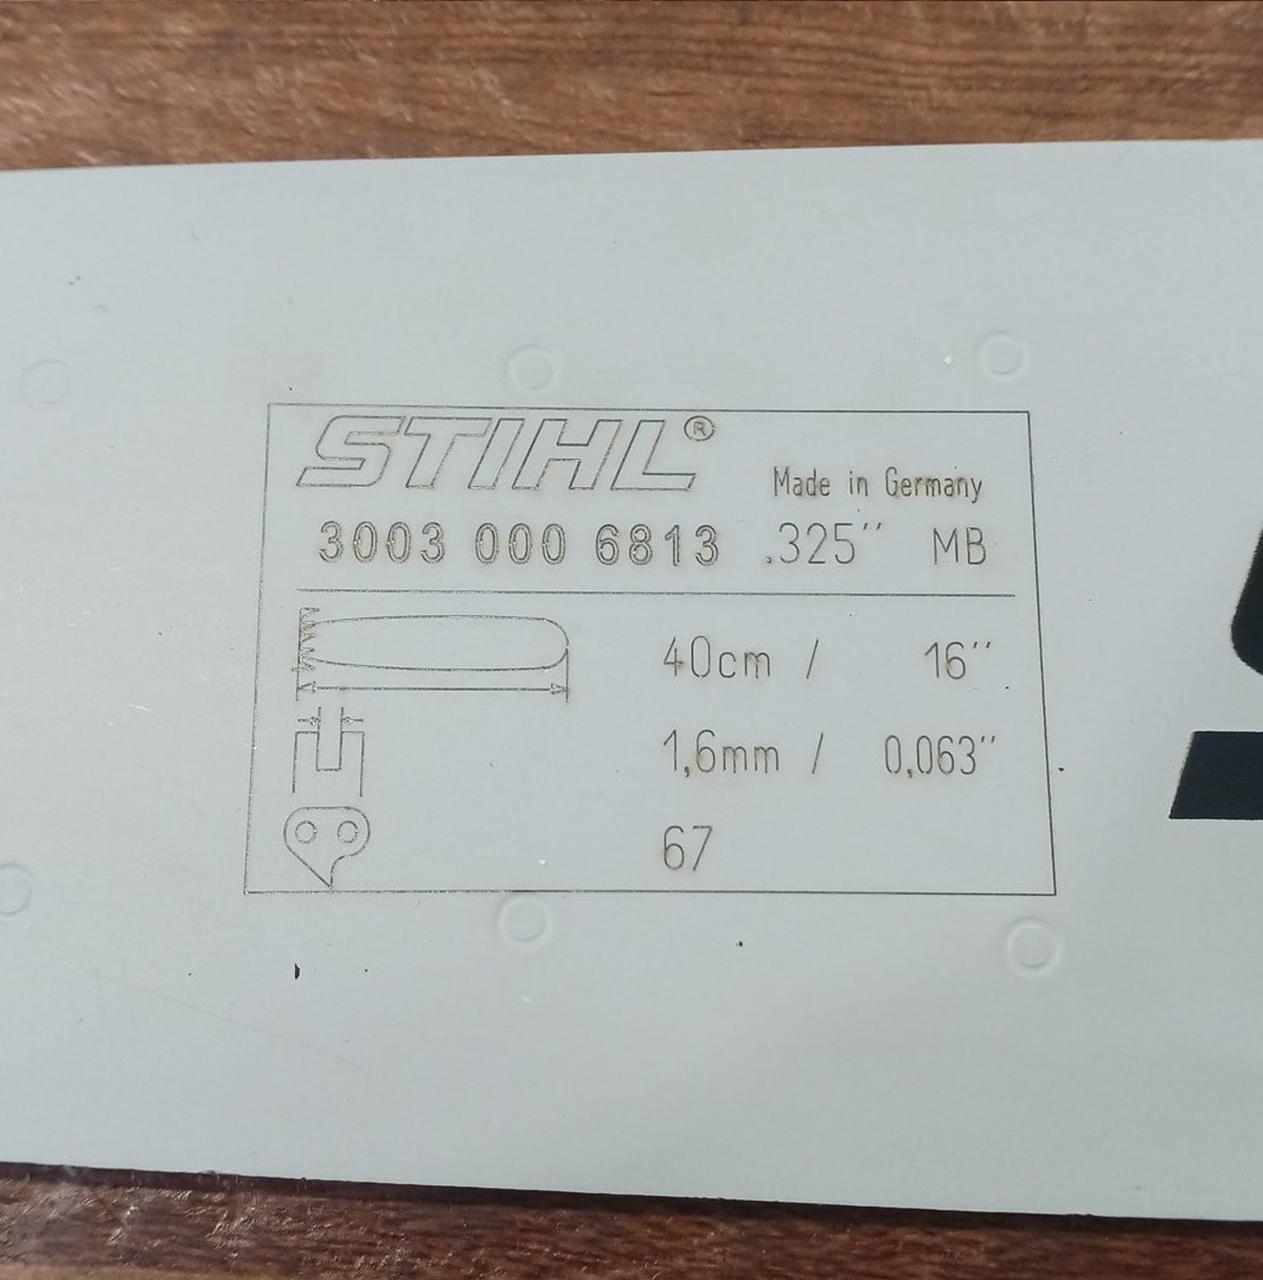 STIHL®
Made in Germany
3003 000 6813 .325’’ MB
40cm / 16’’
1,6mm / 0,063’’
67